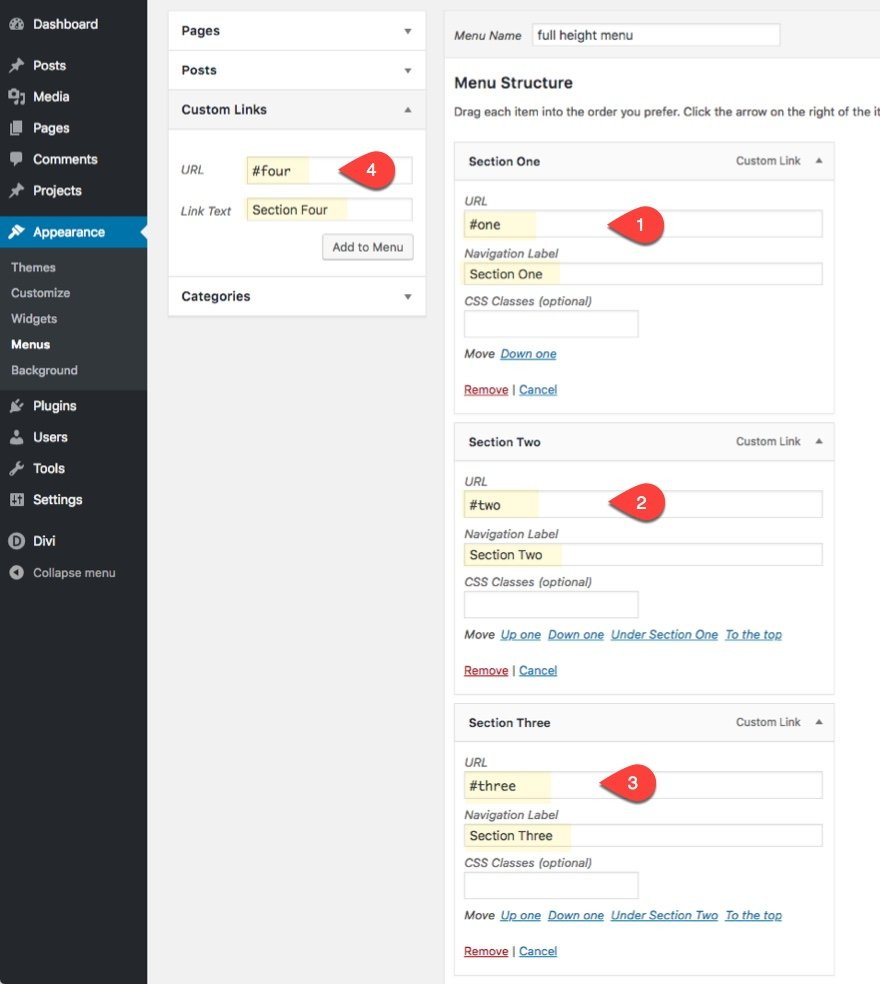 Dashboard
Posts
Media
Pages
Comments
Projects
Appearance
Themes
Customize
Widgets
Menus
Background
Plugins
Users
Tools
Settings
Divi
Collapse menu
Pages
Posts
Custom Links
URL #four 4
Link Text Section Four
Add to Menu
Categories
Menu Name full height menu
Menu Structure
Drag each item into the order you prefer. Click the arrow on the right of the it
Section One Custom Link
URL
#one 1
Navigation Label
Section One
CSS Classes (optional)
Move Down one
Remove | Cancel
Section Two Custom Link
URL
#two 2
Navigation Label
Section Two
CSS Classes (optional)
Move Up one Down one Under Section One To the top
Remove | Cancel
Section Three Custom Link
URL
#three 3
Navigation Label
Section Three
CSS Classes (optional)
Move Up one Down one Under Section Two To the top
Remove | Cancel